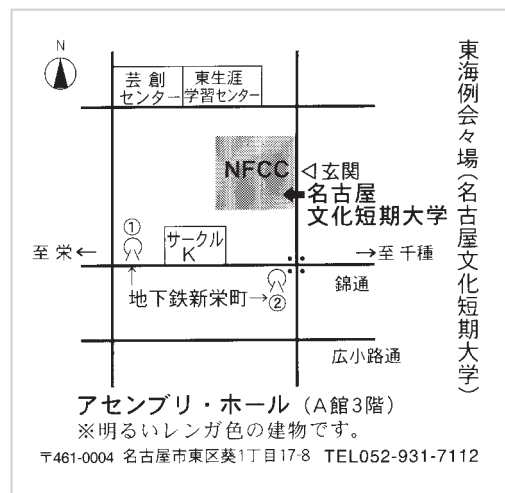 東海例会々場(名古屋文化短期大学)
N
芸創
センター
東生涯
学習センター
NFCC
◁玄関
名古屋
文化短期大学
①
サークル
K
至栄←
→至千種
地下鉄新栄町→②
錦通
広小路通
アセンブリ・ホール(A館3階)
※明るいレンガ色の建物です。
〒461-0004 名古屋市東区葵1丁目17-8 TEL052-931-7112